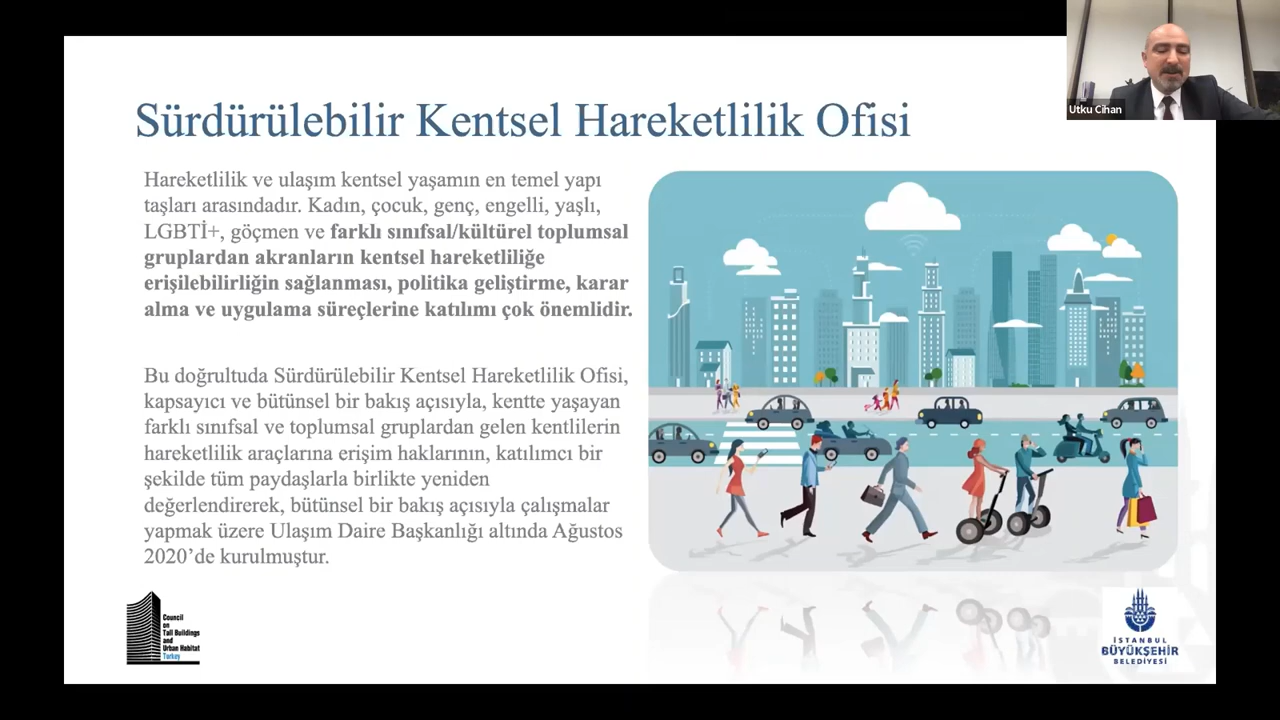 Utku Cihan
Sürdürülebilir Kentsel Hareketlilik Ofisi
Hareketlilik ve ulaşım kentsel yaşamın en temel yapı
taşları arasındadır. Kadın, çocuk, genç, engelli, yaşlı,
LGBTİ+, göçmen ve farklı sınıfsal/kültürel toplumsal
gruplardan akranların kentsel hareketliliğe
erişilebilirliğin sağlanması, politika geliştirme, karar
alma ve uygulama süreçlerine katılımı çok önemlidir.
Bu doğrultuda Sürdürülebilir Kentsel Hareketlilik Ofisi,
kapsayıcı ve bütünsel bir bakış açısıyla, kentte yaşayan
farklı sınıfsal ve toplumsal gruplardan gelen kentlilerin
hareketlilik araçlarına erişim haklarının, katılımcı bir
şekilde tüm paydaşlarla birlikte yeniden
değerlendirerek, bütünsel bir bakış açısıyla çalışmalar
yapmak üzere Ulaşım Daire Başkanlığı altında Ağustos
2020’de kurulmuştur.
Council
on
Tall Buildings
and
Urban Habitat
Turkey
İSTANBUL
BÜYÜKŞEHİR
BELEDİYESİ